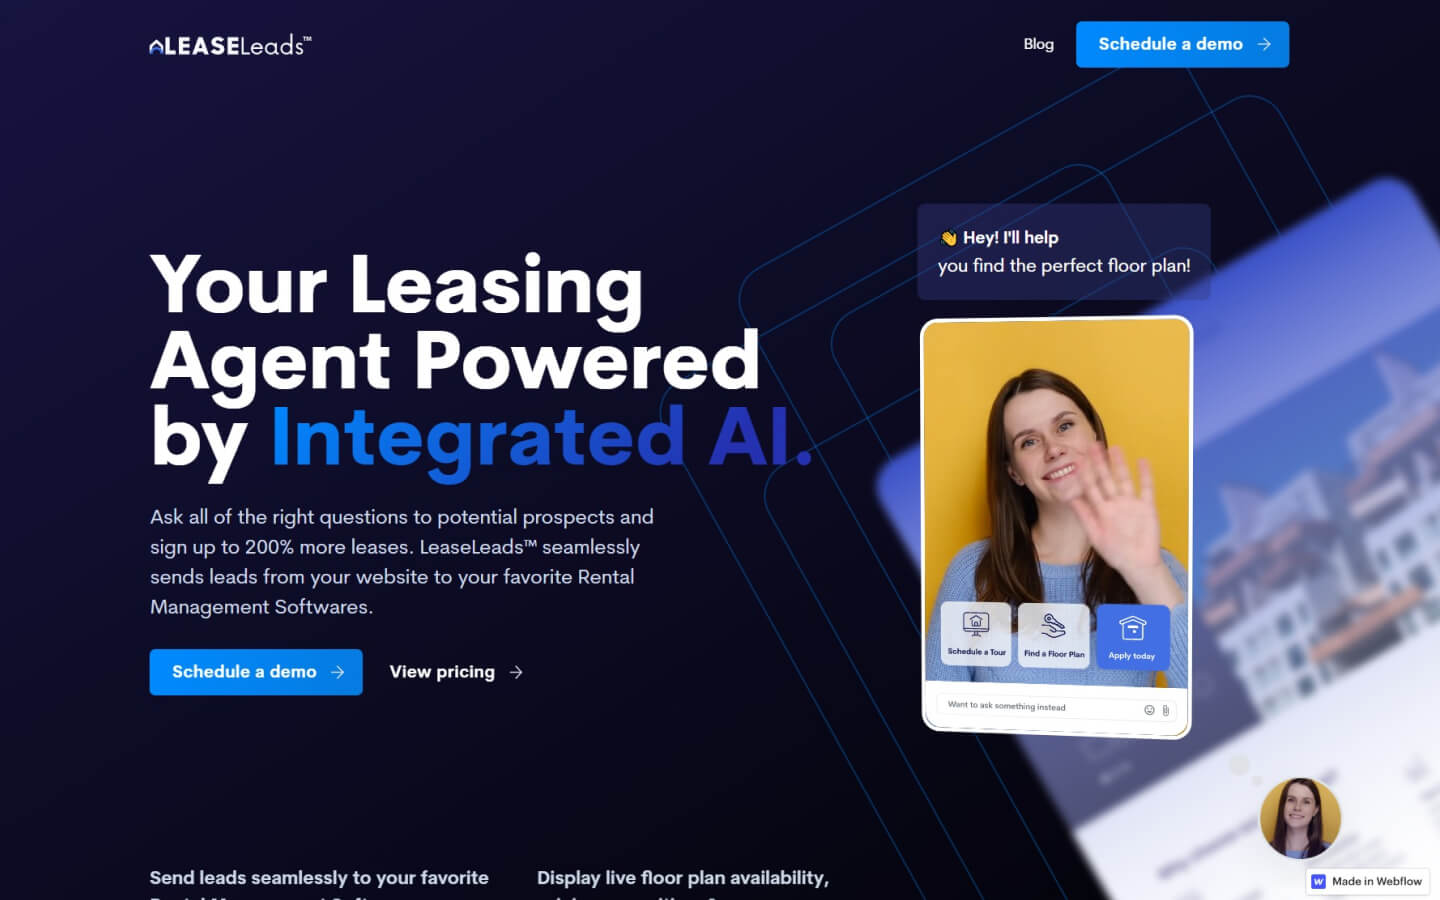 LEASELeads™
Blog
Schedule a demo
Your Leasing
Agent Powered
by Integrated AI.
Ask all of the right questions to potential prospects and
sign up to 200% more leases. LeaseLeads™ seamlessly
sends leads from your website to your favorite Rental
Management Softwares.
Schedule a demo
View pricing
👋 Hey! I'll help
you find the perfect floor plan!
Schedule a Tour
Find a Floor Plan
Apply today
Want to ask something instead
Send leads seamlessly to your favorite
Display live floor plan availability,
Made in Webflow